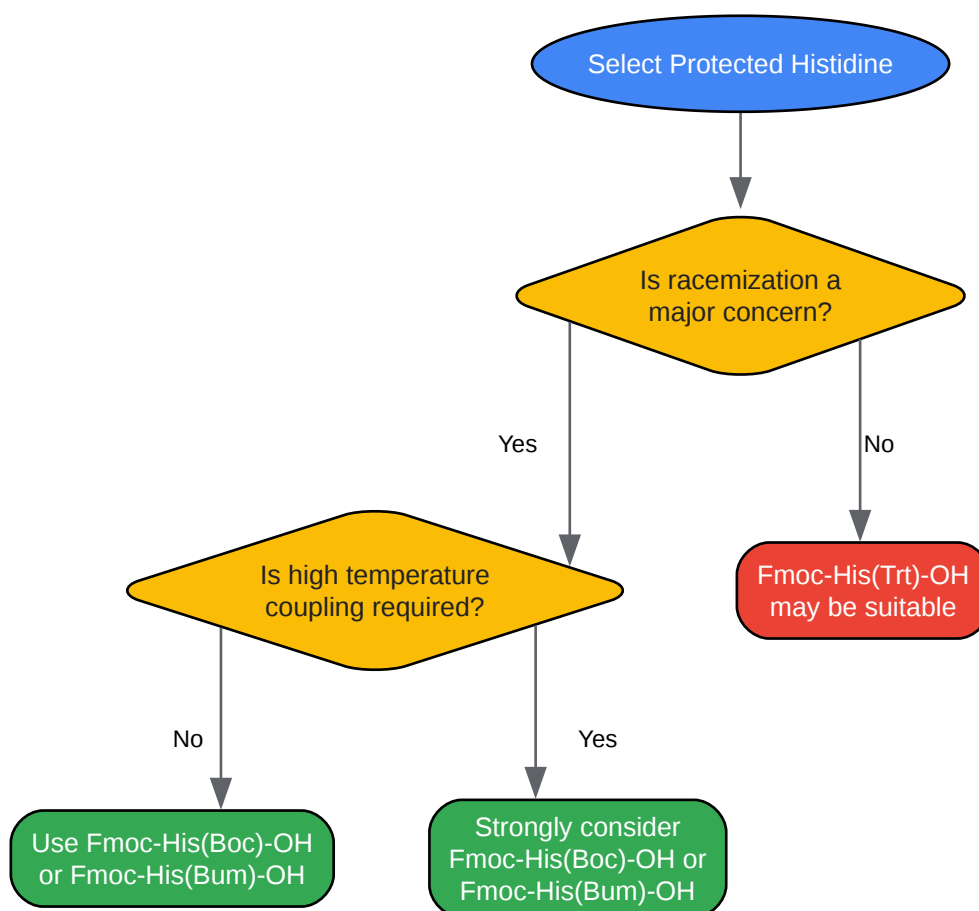 Select Protected Histidine
Is racemization a
major concern?
Yes
No
Is high temperature
coupling required?
Fmoc-His(Trt)-OH
may be suitable
No
Yes
Use Fmoc-His(Boc)-OH
or Fmoc-His(Bum)-OH
Strongly consider
Fmoc-His(Boc)-OH or
Fmoc-His(Bum)-OH